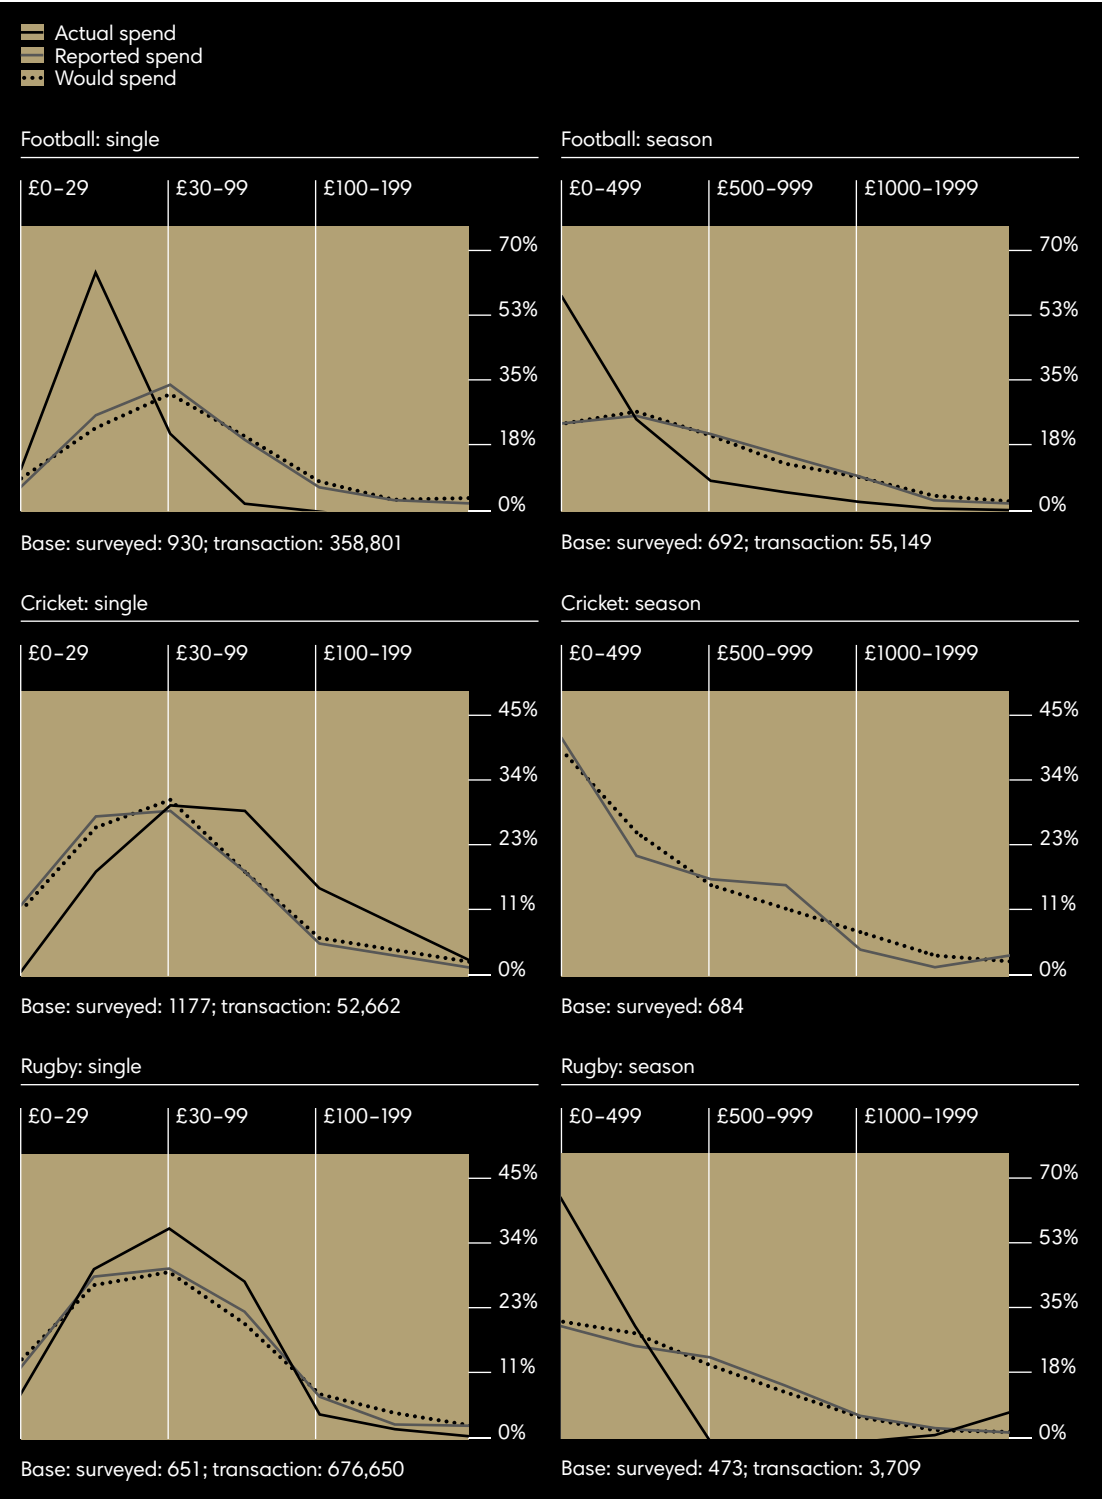 Actual spend
Reported spend
Would spend
Football: single
£0–29 £30–99 £100–199
70%
53%
35%
18%
0%
Base: surveyed: 930; transaction: 358,801
Football: season
£0–499 £500–999 £1000–1999
70%
53%
35%
18%
0%
Base: surveyed: 692; transaction: 55,149
Cricket: single
£0–29 £30–99 £100–199
45%
34%
23%
11%
0%
Base: surveyed: 1177; transaction: 52,662
Cricket: season
£0–499 £500–999 £1000–1999
45%
34%
23%
11%
0%
Base: surveyed: 684
Rugby: single
£0–29 £30–99 £100–199
45%
34%
23%
11%
0%
Base: surveyed: 651; transaction: 676,650
Rugby: season
£0–499 £500–999 £1000–1999
70%
53%
35%
18%
0%
Base: surveyed: 473; transaction: 3,709